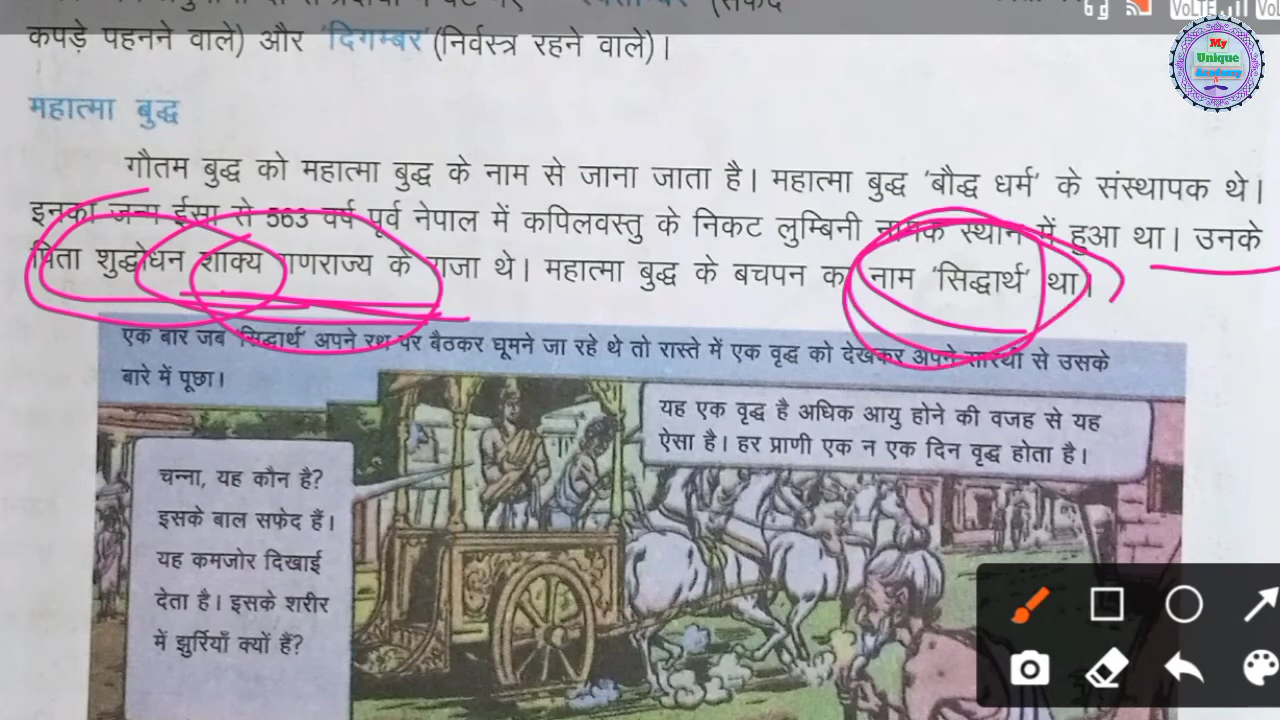 कपड़े पहनने वाले) और 'दिगम्बर' (निर्वस्त्र रहने वाले)।
महात्मा बुद्ध
गौतम बुद्ध को महात्मा बुद्ध के नाम से जाना जाता है। महात्मा बुद्ध 'बौद्ध धर्म' के संस्थापक थे।
इनका जन्म ईसा से 563 वर्ष पूर्व नेपाल में कपिलवस्तु के निकट लुम्बिनी नामक स्थान में हुआ था। उनके
पिता शुद्धोधन शाक्य गणराज्य के राजा थे। महात्मा बुद्ध के बचपन का नाम 'सिद्धार्थ' था।
एक बार जब 'सिद्धार्थ' अपने रथ पर बैठकर घूमने जा रहे थे तो रास्ते में एक वृद्ध को देखकर अपने सारथी से उसके
बारे में पूछा।
यह एक वृद्ध है अधिक आयु होने की वजह से यह
ऐसा है। हर प्राणी एक न एक दिन वृद्ध होता है।
चन्ना, यह कौन है?
इसके बाल सफेद हैं।
यह कमजोर दिखाई
देता है। इसके शरीर
में झुर्रियाँ क्यों हैं?
My
Unique